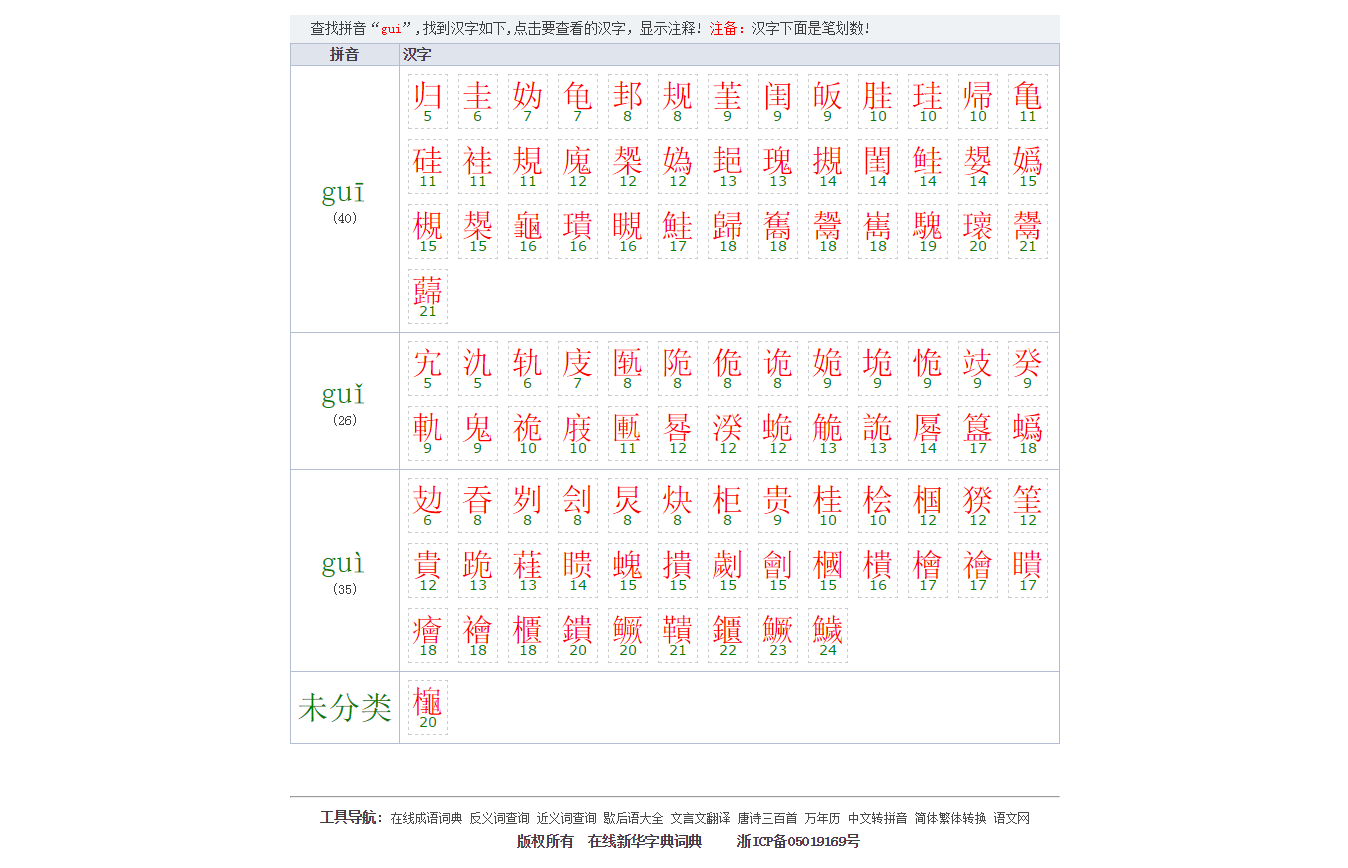 查找拼音“gui”,找到汉字如下,点击要查看的汉字，显示注释! 注备：汉字下面是笔划数!
拼音 汉字
归 圭 妫 龟 邽 规 茥 闺 皈 胿 珪 帰 亀
5 6 7 7 8 8 9 9 9 10 10 10 11
硅 袿 規 廆 椝 媯 郌 瑰 摫 閨 鲑 嫢 嬀
11 11 11 12 12 12 13 13 14 14 14 14 15
guī
(40)
槻 槼 龜 璝 瞡 鮭 歸 騩 瓌
15 15 16 16 16 17 18 18 18 18 19 20 21
21
宄 氿 轨 庋 匦 陒 佹 诡 姽 垝 恑 攱 癸
5 5 6 7 8 8 8 8 9 9 9 9 9
guǐ
(26)
軌 鬼 祪 庪 匭 晷 湀 蛫 觤 詭 厬 簋 蟡
9 9 10 10 11 12 12 12 13 13 14 17 18
攰 昋 刿 刽 炅 炔 柜 贵 桂 桧 椢 猤 筀
6 8 8 8 8 8 8 9 10 10 12 12 12
guì
(35)
貴 跪 蓕 瞆 螝 撌 劌 劊 槶 樻 檜 禬 瞶
12 13 13 14 15 15 15 15 15 16 17 17 17
癐 襘 櫃 鐀 鳜 鞼 鑎 鱖 鱥
18 18 18 20 20 21 22 23 24
未分类
20
工具导航: 在线成语词典 反义词查询 近义词查询 歇后语大全 文言文翻译 唐诗三百首 万年历 中文转拼音 简体繁体转换 语文网
版权所有 在线新华字典词典 浙ICP备05019169号